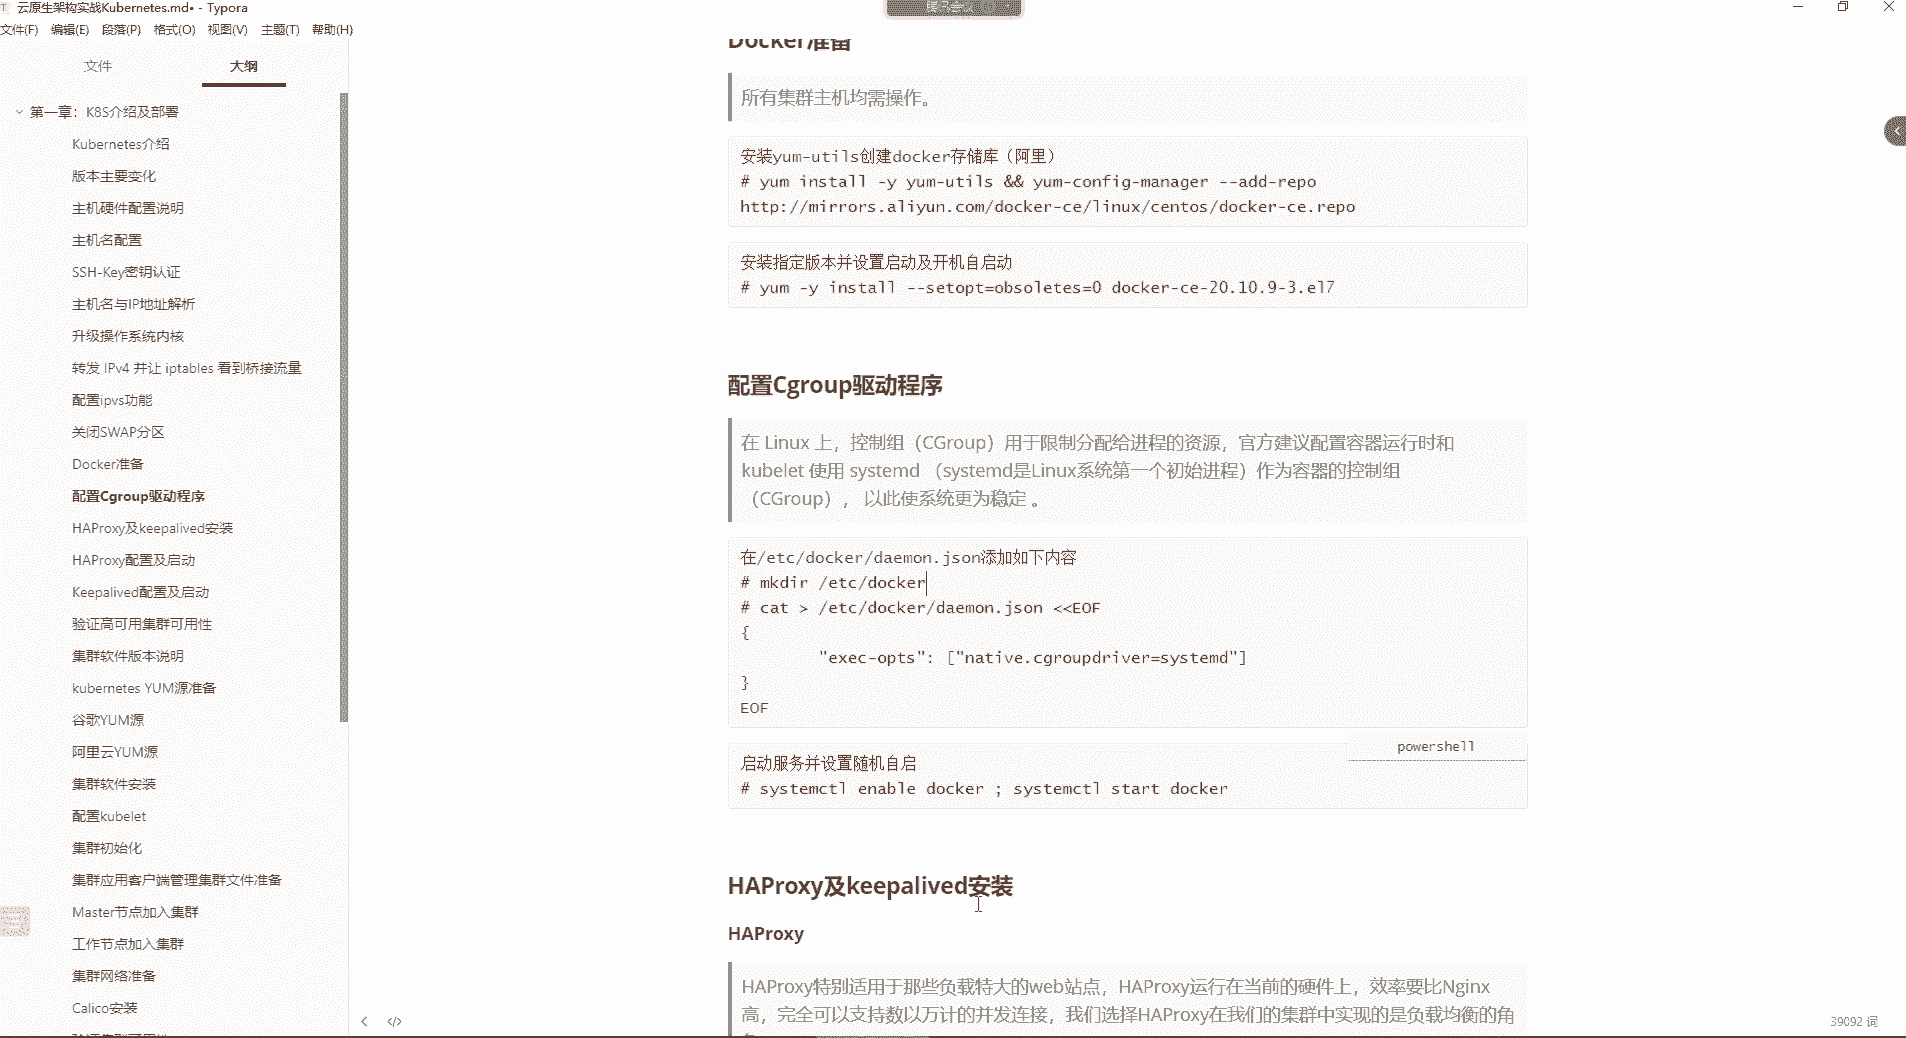 云原生架构实战Kubernetes.md• - Typora
文件(F) 编辑(E) 段落(P) 格式(O) 视图(V) 主题(T) 帮助(H)
文件 大纲
第一章：K8S介绍及部署
Kubernetes介绍
版本主要变化
主机硬件配置说明
主机名配置
SSH-Key密钥认证
主机名与IP地址解析
升级操作系统内核
转发 IPv4 并让 iptables 看到桥接流量
配置ipvs功能
关闭SWAP分区
Docker准备
配置Cgroup驱动程序
HAProxy及keepalived安装
HAProxy配置及启动
Keepalived配置及启动
验证高可用集群可用性
集群软件版本说明
kubernetes YUM源准备
谷歌YUM源
阿里云YUM源
集群软件安装
配置kubelet
集群初始化
集群应用客户端管理集群文件准备
Master节点加入集群
工作节点加入集群
集群网络准备
Calico安装
Docker准备
所有集群主机均需操作。
安装yum-utils创建docker存储库（阿里）
# yum install -y yum-utils && yum-config-manager --add-repo
http://mirrors.aliyun.com/docker-ce/linux/centos/docker-ce.repo
安装指定版本并设置启动及开机自启动
# yum -y install --setopt=obsoletes=0 docker-ce-20.10.9-3.el7
配置Cgroup驱动程序
在 Linux 上，控制组（CGroup）用于限制分配给进程的资源，官方建议配置容器运行时和
kubelet 使用 systemd （systemd是Linux系统第一个初始进程）作为容器的控制组
（CGroup）， 以此使系统更为稳定 。
在/etc/docker/daemon.json添加如下内容
# mkdir /etc/docker
# cat > /etc/docker/daemon.json <<EOF
{
"exec-opts": ["native.cgroupdriver=systemd"]
}
EOF
powershell
启动服务并设置随机自启
# systemctl enable docker ; systemctl start docker
HAProxy及keepalived安装
HAProxy
HAProxy特别适用于那些负载特大的web站点，HAProxy运行在当前的硬件上，效率要比Nginx
高，完全可以支持数以万计的并发连接，我们选择HAProxy在我们的集群中实现的是负载均衡的角
39092 词